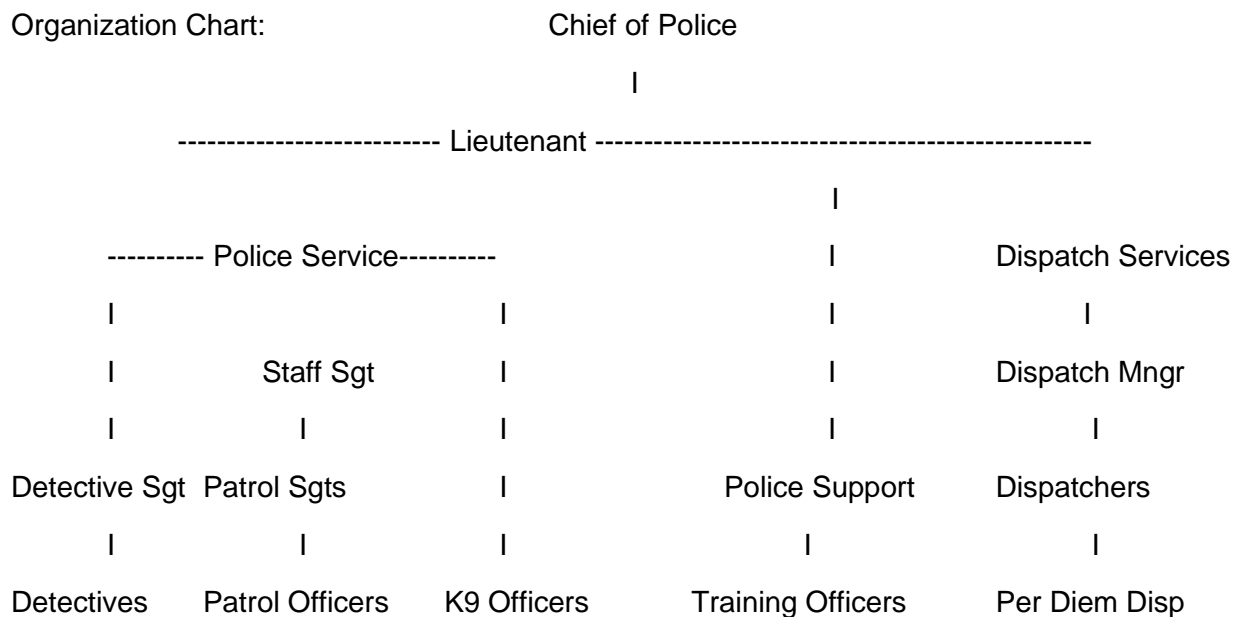 Organization Chart: Chief of Police
I
--------------------------- Lieutenant ---------------------------------------------------
I
---------- Police Service---------- I Dispatch Services
I I I I
I Staff Sgt I I Dispatch Mngr
I I I I I
Detective Sgt Patrol Sgts I Police Support Dispatchers
I I I I I
Detectives Patrol Officers K9 Officers Training Officers Per Diem Disp